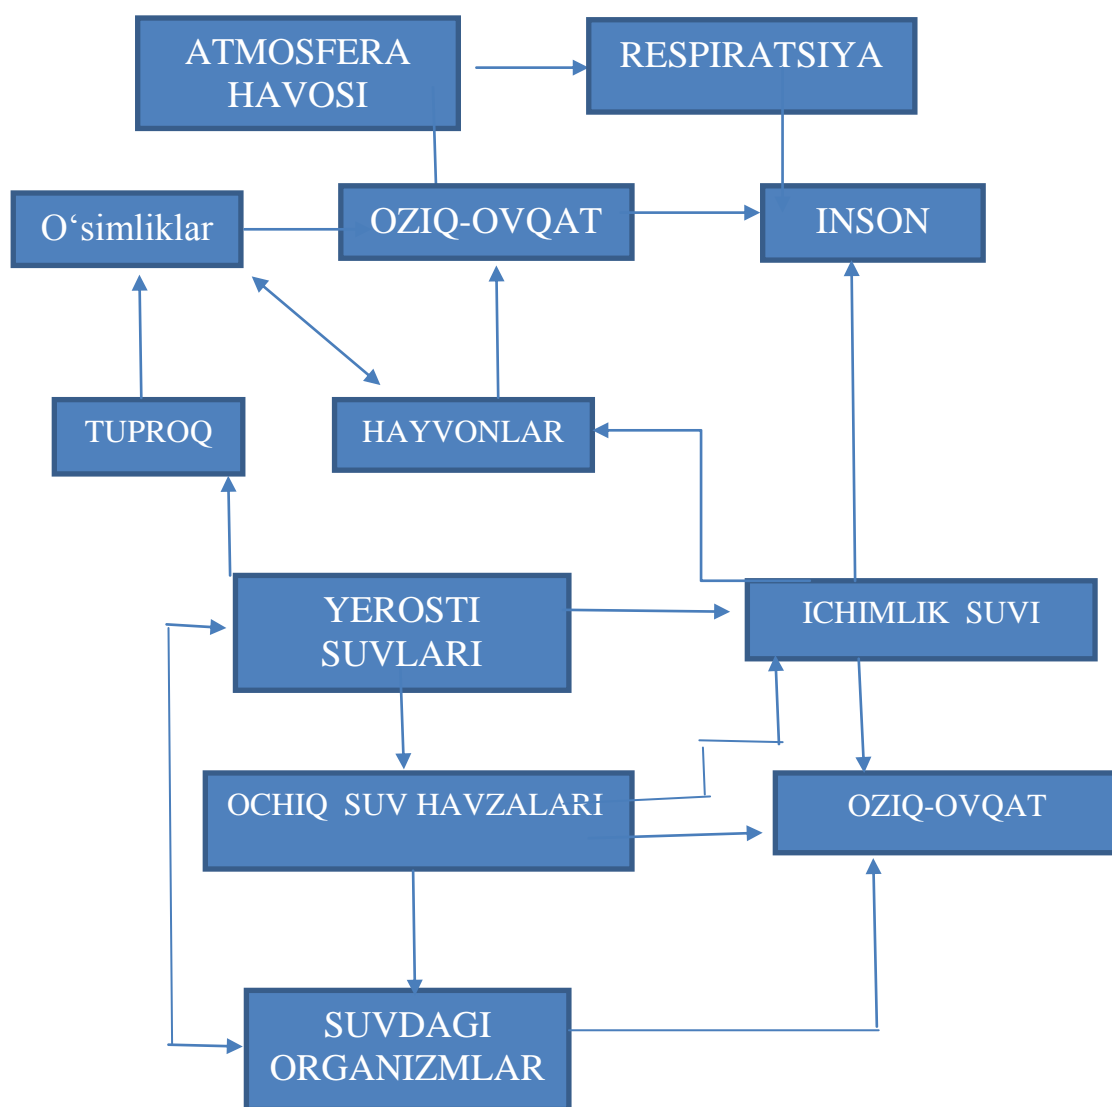 ATMOSFERA
HAVOSI
RESPIRATSIYA
O‘simliklar
OZIQ-OVQAT
INSON
TUPROQ
HAYVONLAR
YEROSTI
SUVLARI
ICHIMLIK SUVI
OCHIQ SUV HAVZALARI
OZIQ-OVQAT
SUVDAGI
ORGANIZMLAR